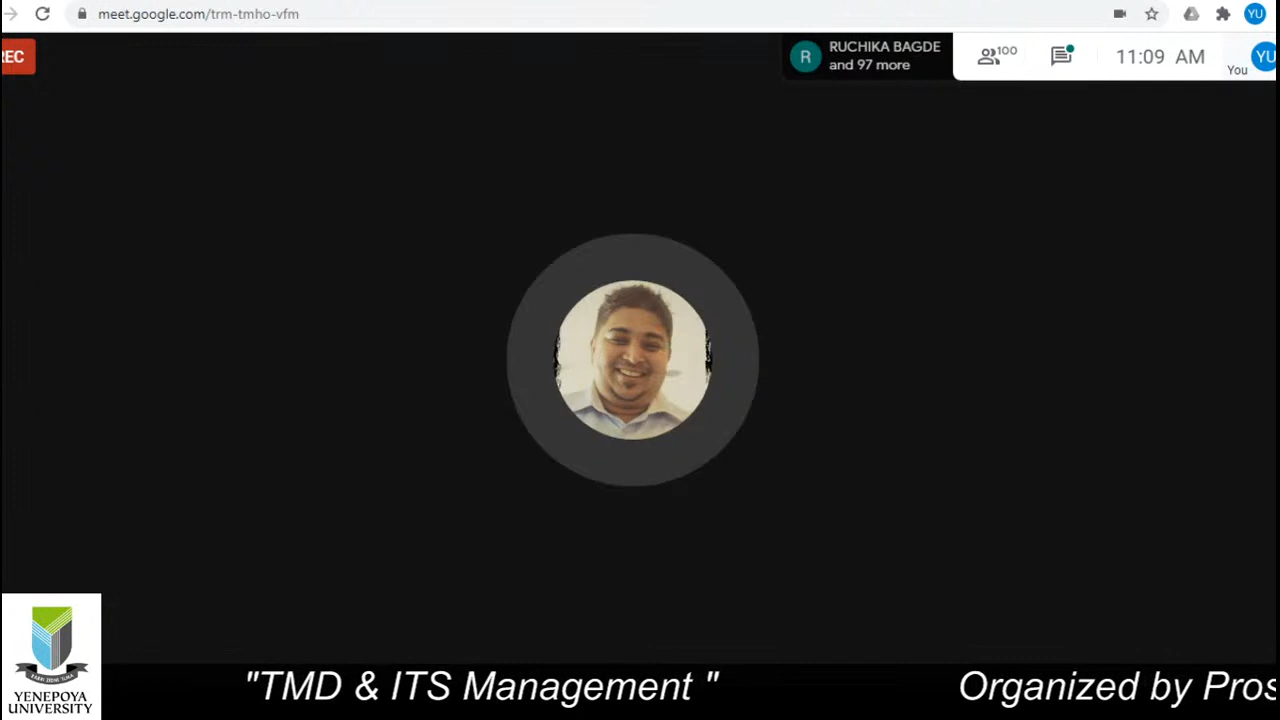 meet.google.com/trm-tmho-vfm
YU
REC
R
RUCHIKA BAGDE
and 97 more
100
11:09 AM
You
YU
YENEPOYA
UNIVERSITY
"TMD & ITS Management "
Organized by Pros